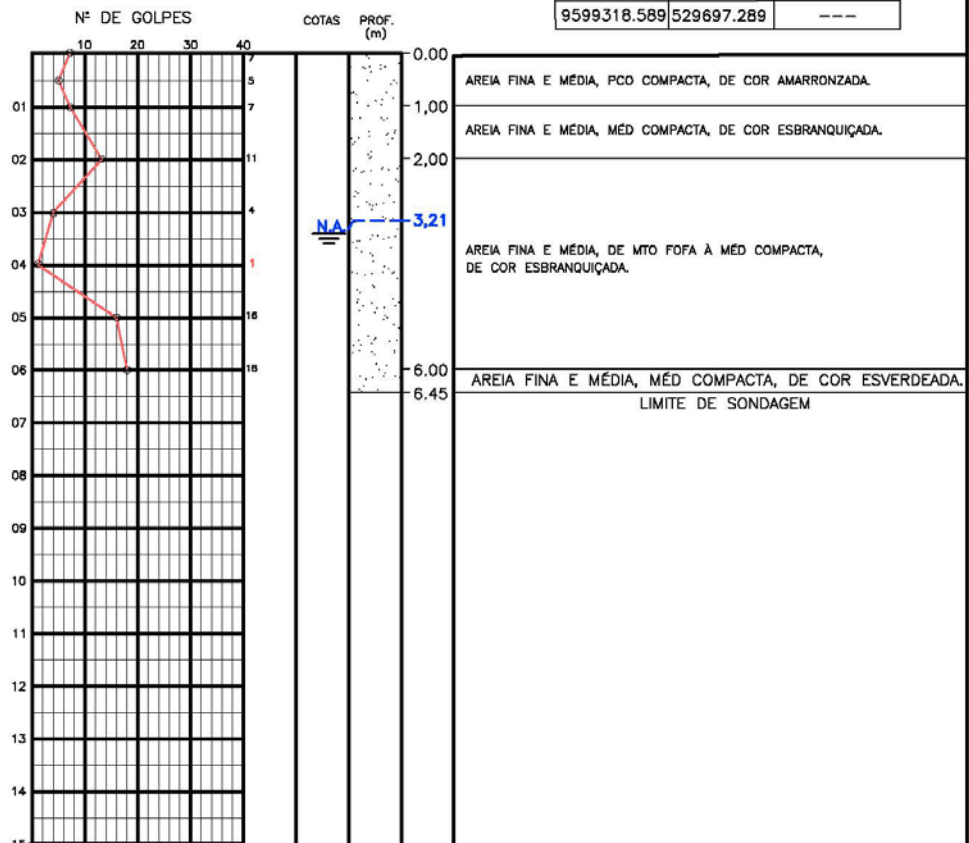 9599318.589 529697.289 ---
Nº DE GOLPES COTAS PROF. (m)
10 20 30 40
7 0.00
5 AREIA FINA E MÉDIA, PCO COMPACTA, DE COR AMARRONZADA.
01 7 1,00
AREIA FINA E MÉDIA, MÉD COMPACTA, DE COR ESBRANQUIÇADA.
02 11 2,00
03 4
N.A. 3,21
AREIA FINA E MÉDIA, DE MTO FOFA À MÉD COMPACTA,
04 1 DE COR ESBRANQUIÇADA.
05 16
06 18 6.00
AREIA FINA E MÉDIA, MÉD COMPACTA, DE COR ESVERDEADA.
6.45
LIMITE DE SONDAGEM
07
08
09
10
11
12
13
14
15